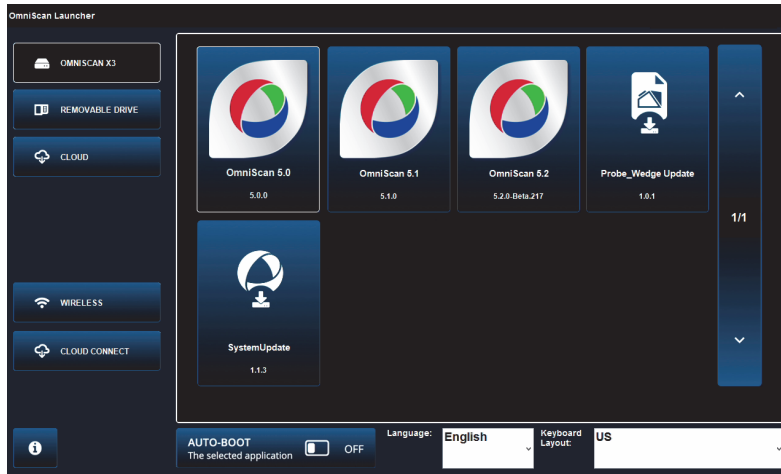 OmniScan Launcher
OMNISCAN X3
REMOVABLE DRIVE
CLOUD
WIRELESS
CLOUD CONNECT
OmniScan 5.0
5.0.0
OmniScan 5.1
5.1.0
OmniScan 5.2
5.2.0-Beta.217
Probe_Wedge Update
1.0.1
SystemUpdate
1.1.3
1/1
AUTO-BOOT
The selected application
OFF
Language:
English
Keyboard
Layout:
US